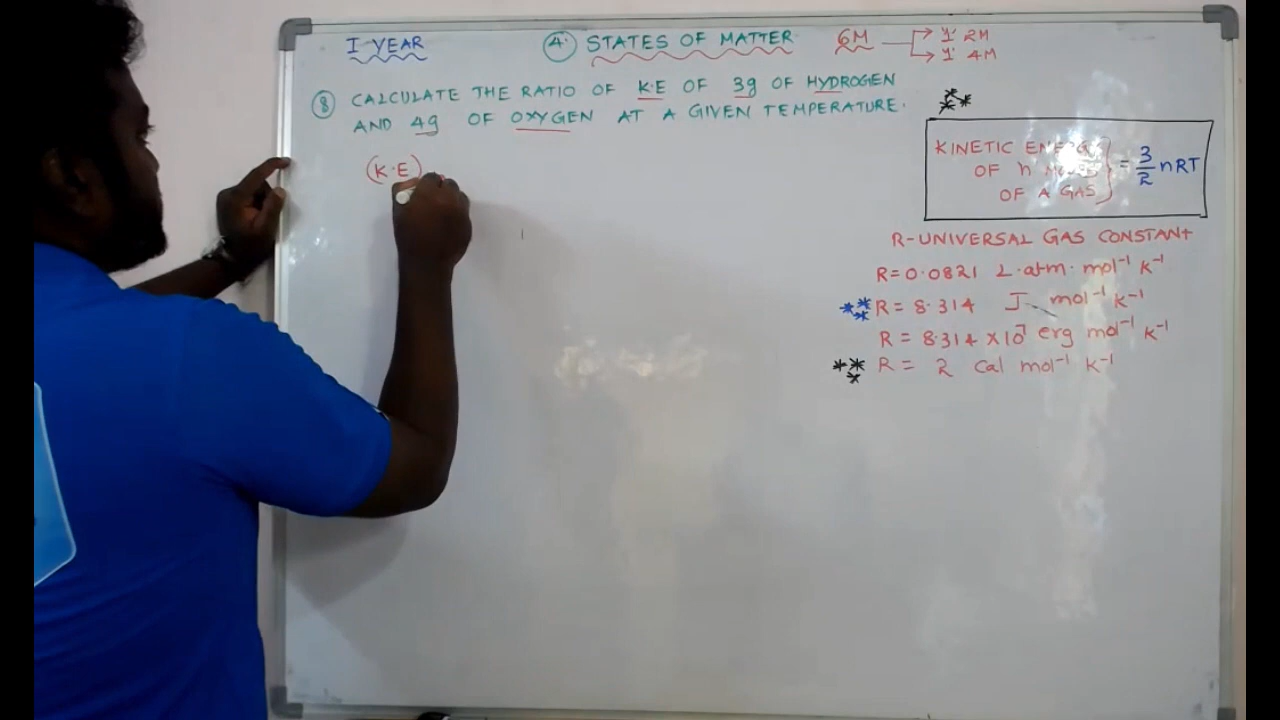 I YEAR
4. STATES OF MATTER 6M → 1' 2M
→ 1' 4M
8 CALCULATE THE RATIO OF K·E OF 3g OF HYDROGEN
AND 4g OF OXYGEN AT A GIVEN TEMPERATURE.
(K·E)
KINETIC
OF n
OF A GAS } = 3/2 nRT
R-UNIVERSAL GAS CONSTANT
R=0.0821 L·atm·mol⁻¹ K⁻¹
R=8.314 J mol⁻¹ K⁻¹
R = 8.314 ×10⁷ erg mol⁻¹ K⁻¹
R = 2 Cal mol⁻¹ K⁻¹